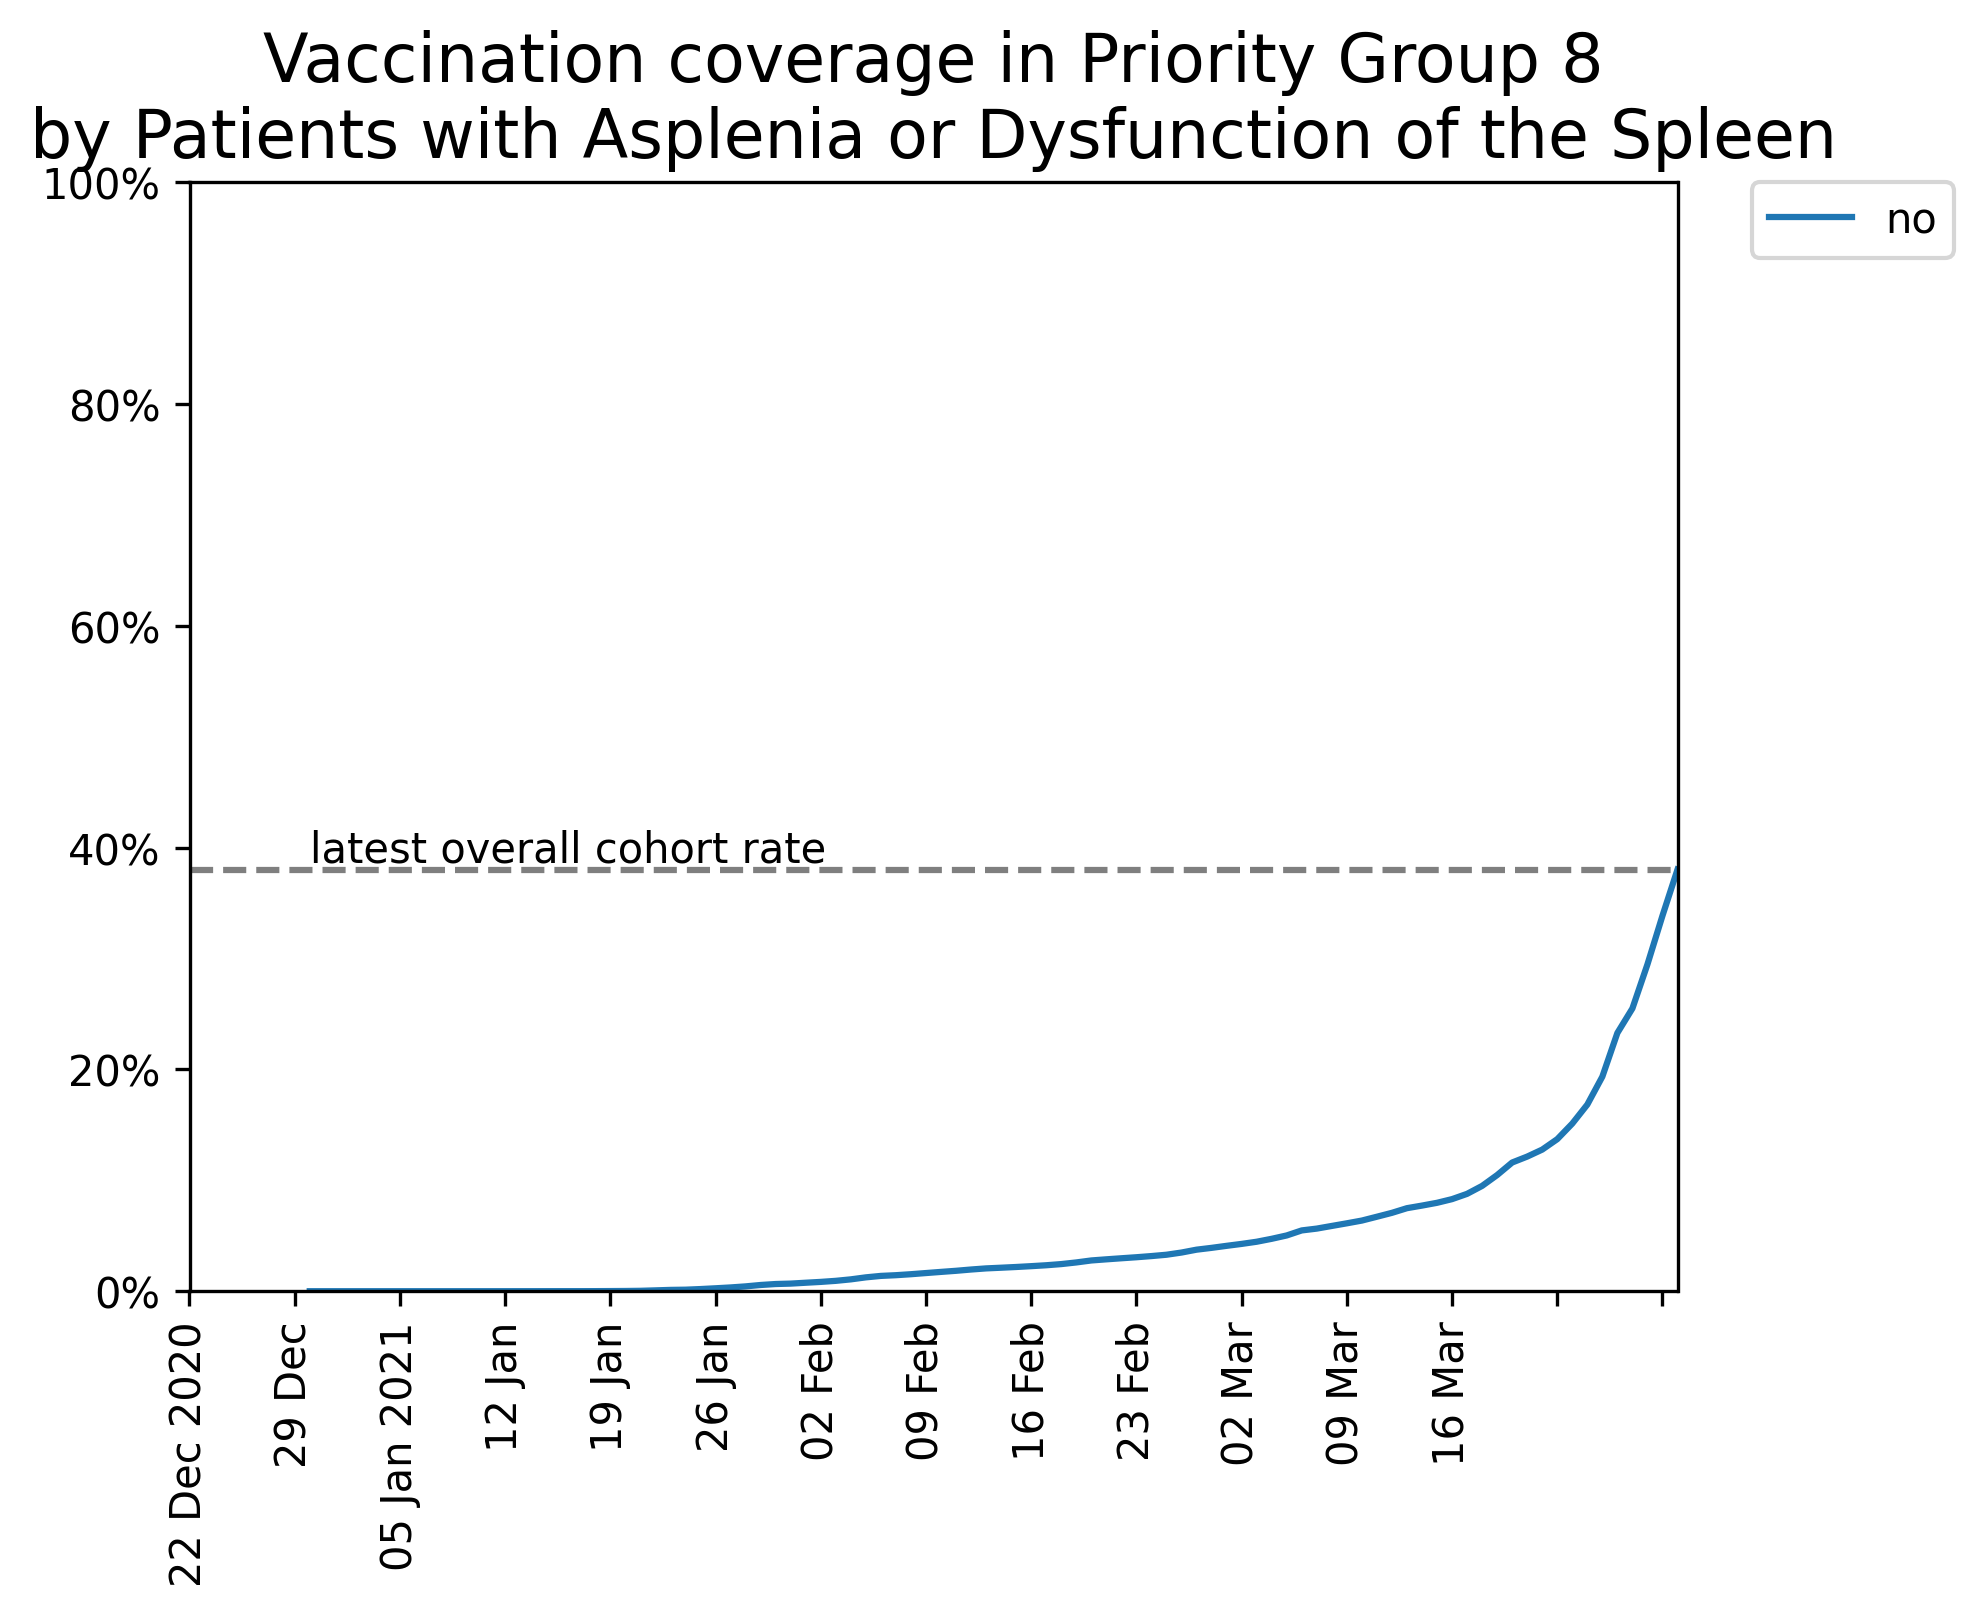 Vaccination coverage in Priority Group 8
by Patients with Asplenia or Dysfunction of the Spleen
100%
80%
60%
40%
20%
0%
latest overall cohort rate
no
22 Dec 2020
29 Dec
05 Jan 2021
12 Jan
19 Jan
26 Jan
02 Feb
09 Feb
16 Feb
23 Feb
02 Mar
09 Mar
16 Mar